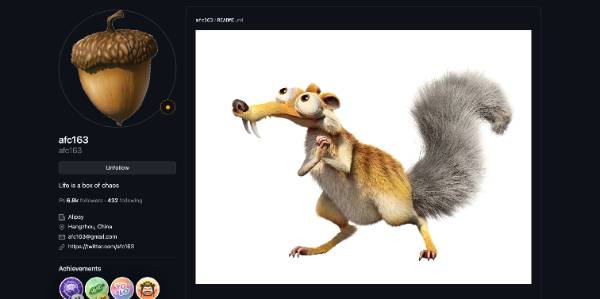 afc163 / README.md
afc163
afc163
Unfollow
Life is a box of chaos
6.8k followers · 432 following
Alipay
Hangzhou, China
afc163@gmail.com
https://twitter.com/afc163
Achievements